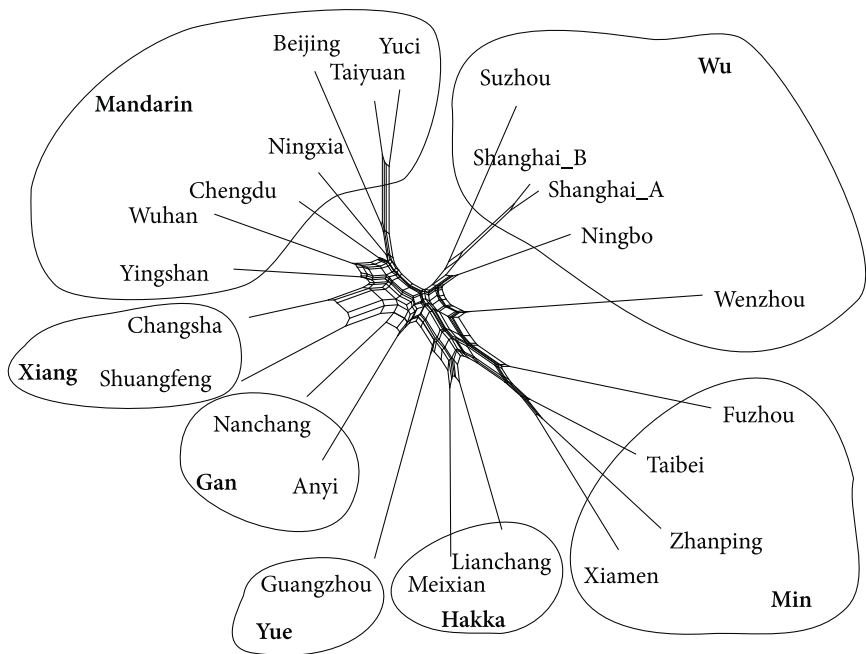 Beijing
Yuci
Taiyuan
Mandarin
Ningxia
Chengdu
Wuhan
Yingshan
Wu
Suzhou
Shanghai_B
Shanghai_A
Ningbo
Wenzhou
Changsha
Xiang
Shuangfeng
Nanchang
Gan
Anyi
Guangzhou
Yue
Lianchang
Meixian
Hakka
Fuzhou
Taibei
Zhanping
Xiamen
Min